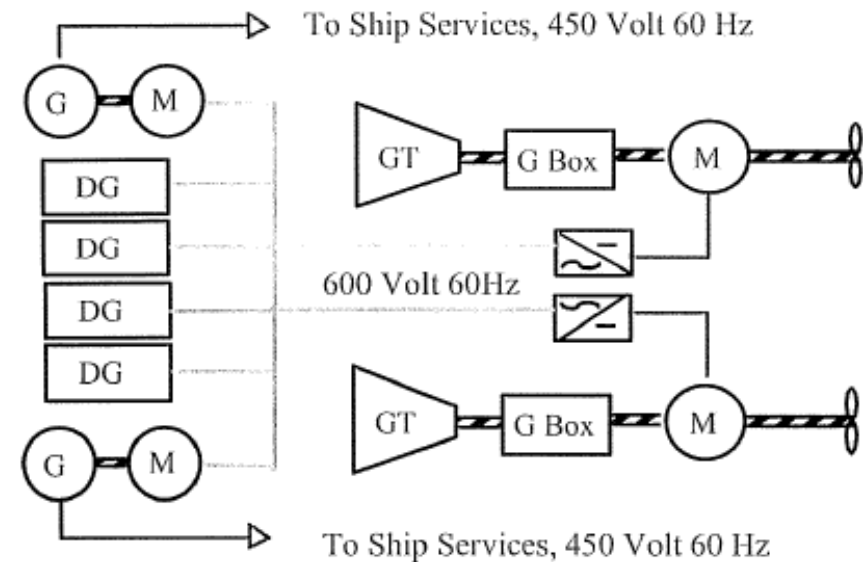 To Ship Services, 450 Volt 60 Hz
G M
GT G Box M
DG
DG
600 Volt 60Hz
DG
DG
GT G Box M
G M
To Ship Services, 450 Volt 60 Hz